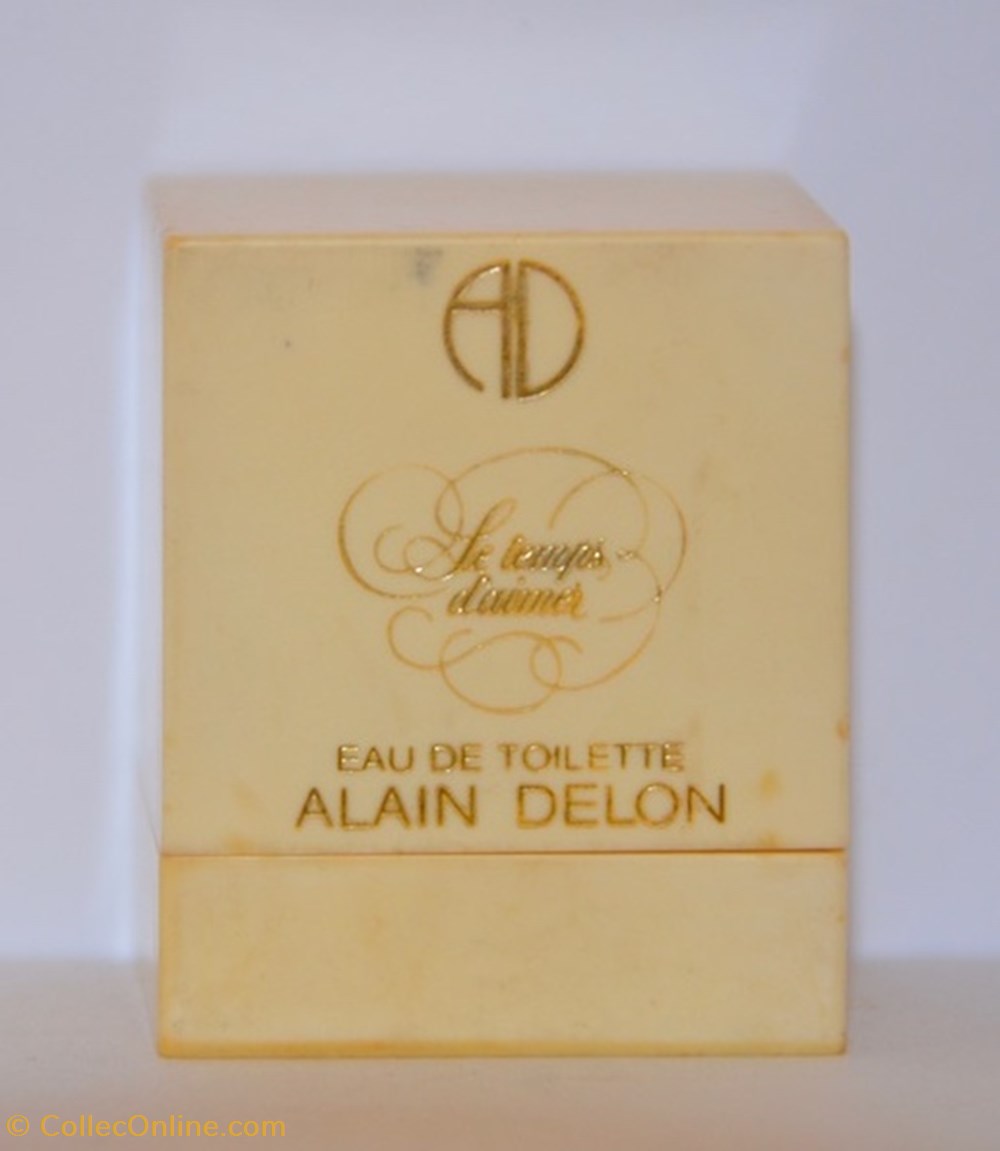 AD
Le temps
d'aimer
EAU DE TOILETTE
ALAIN DELON
© CollecOnline.com